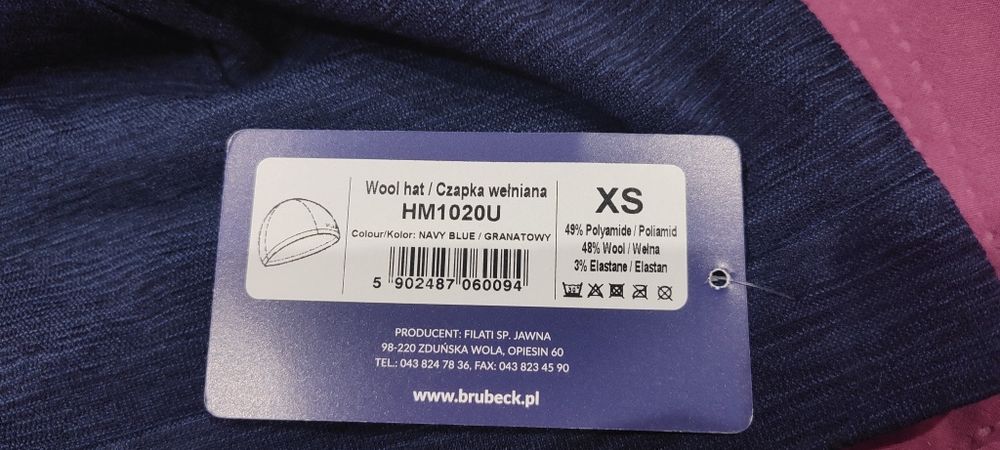 Wool hat / Czapka wełniana
HM1020U
Colour/Kolor: NAVY BLUE / GRANATOWY
5 902487 060094
XS
49% Polyamide / Poliamid
48% Wool / Wełna
3% Elastane / Elastan
PRODUCENT: FILATI SP. JAWNA
98-220 ZDUŃSKA WOLA, OPIESIN 60
TEL.: 043 824 78 36, FAX: 043 823 45 90
www.brubeck.pl